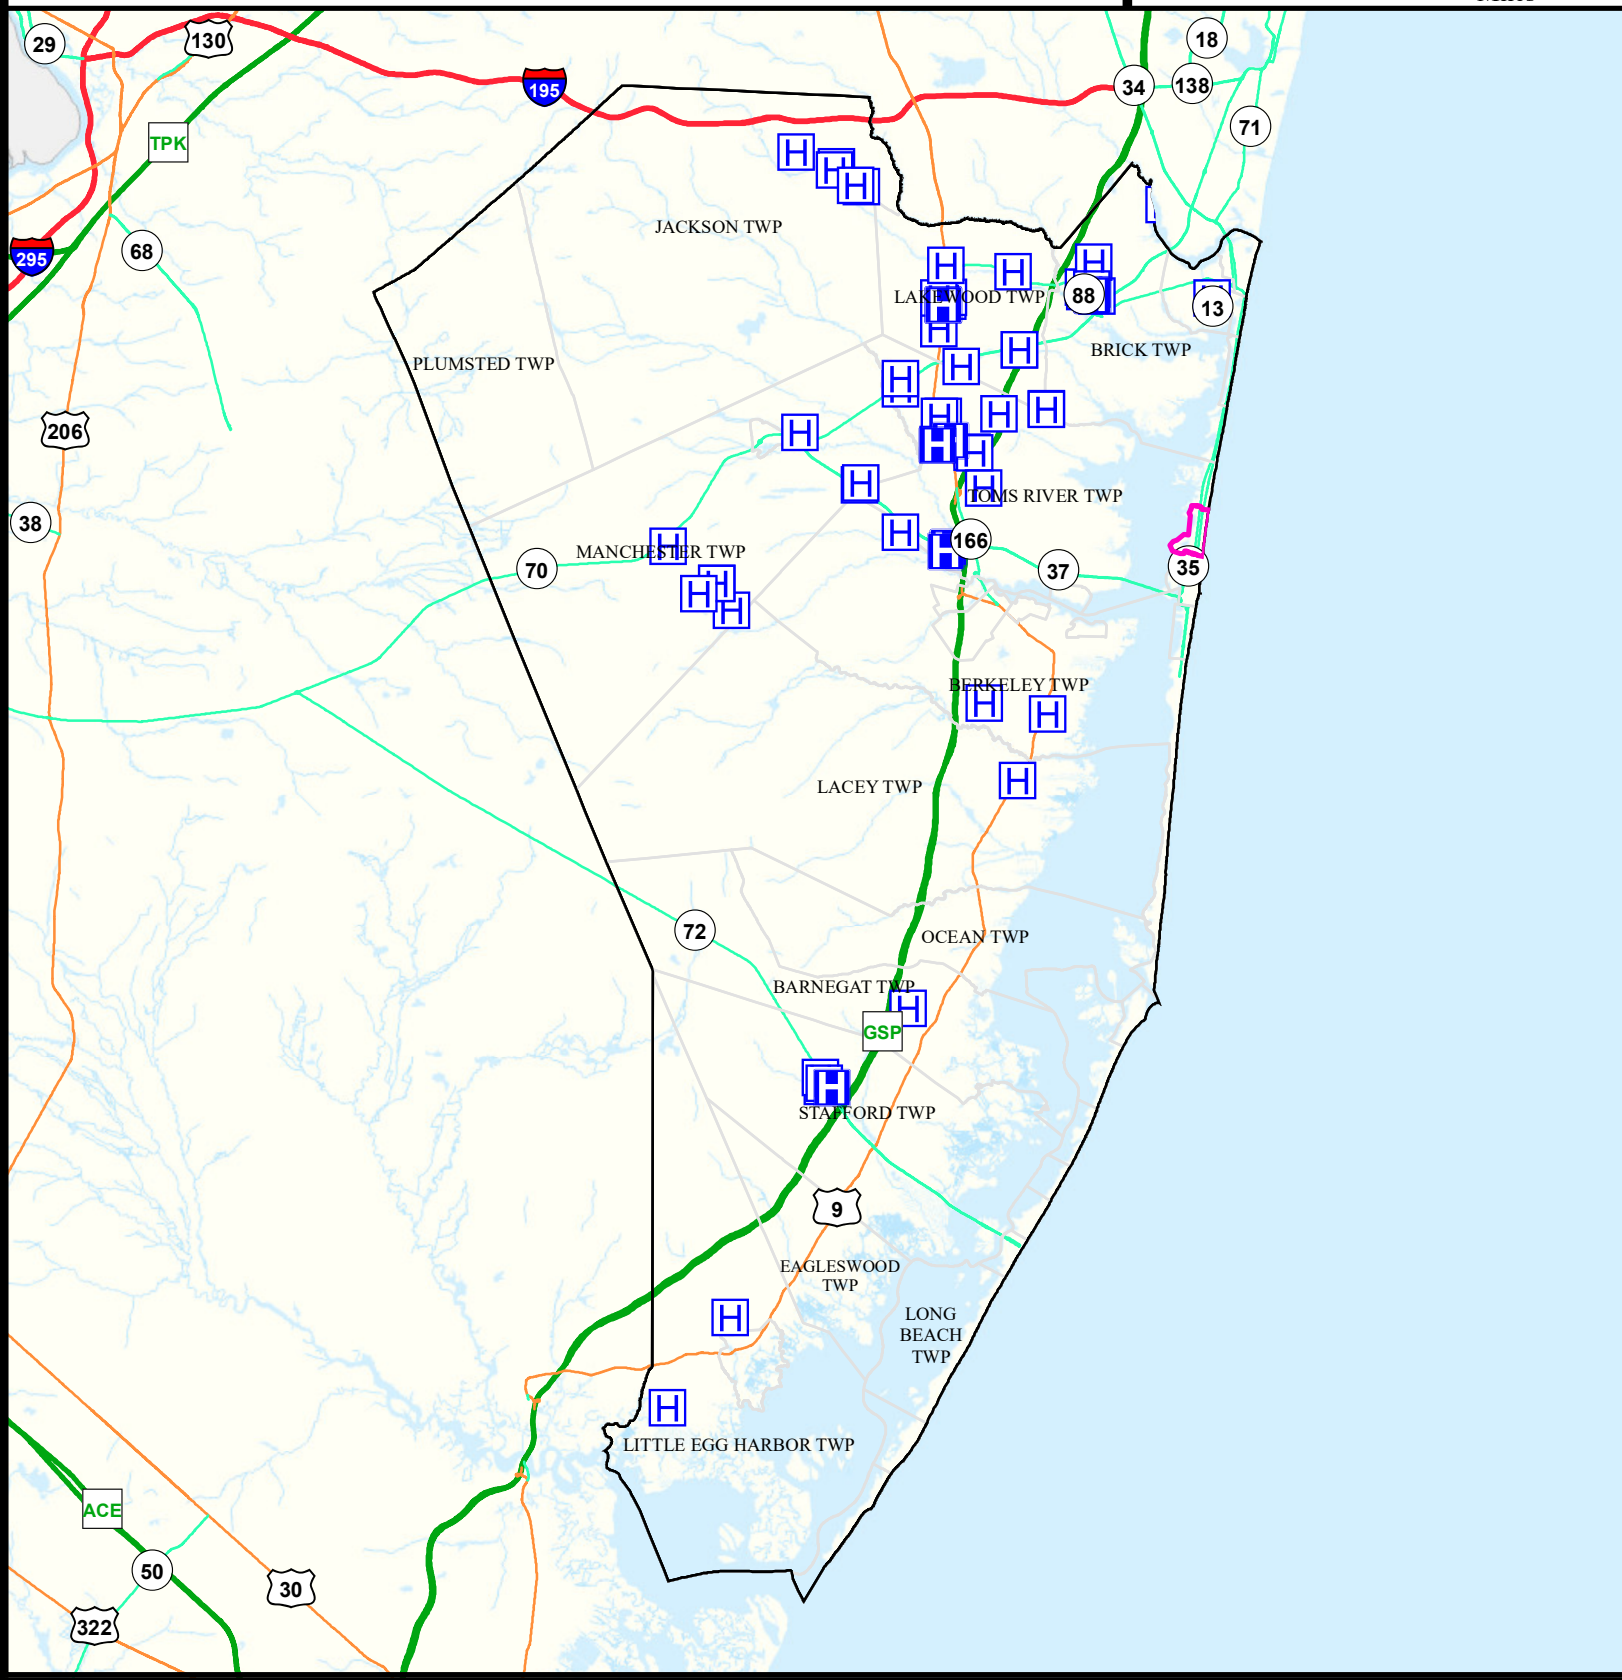 29
130
195
18
34
138
71
TPK
H
H
H
H
JACKSON TWP
68
295
H
H
H
LAKEWOOD TWP
88
13
H
PLUMSTED TWP
H
H
BRICK TWP
H
206
H
H
H
H
H
H
H
H
H
TOMS RIVER TWP
38
H
H
166
35
MANCHESTER TWP
H
70
37
H
H
H
BERKELEY TWP
H
H
LACEY TWP
H
72
OCEAN TWP
BARNEGAT TWP
H
GSP
H
STAFFORD TWP
9
EAGLESWOOD
TWP
LONG
BEACH
TWP
H
H
LITTLE EGG HARBOR TWP
ACE
50
30
322